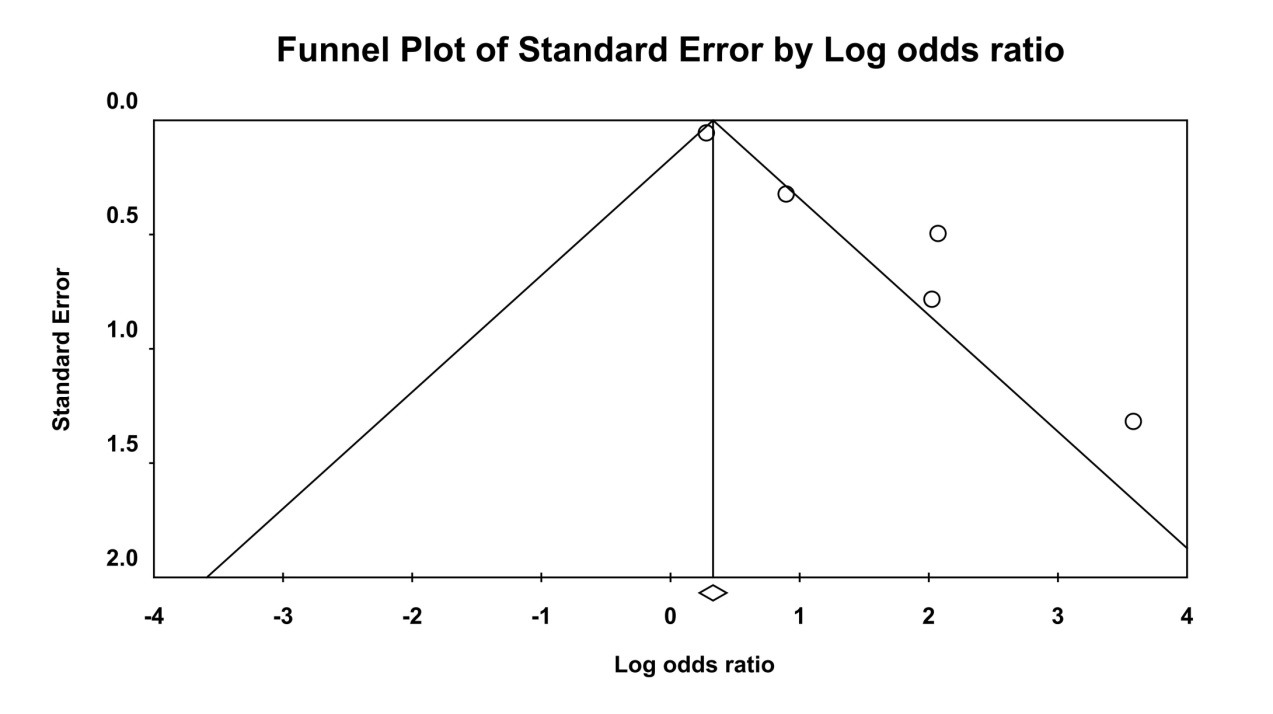 Funnel Plot of Standard Error by Log odds ratio
0.0
0.5
1.0
1.5
2.0
Standard Error
-4 -3 -2 -1 0 1 2 3 4
Log odds ratio